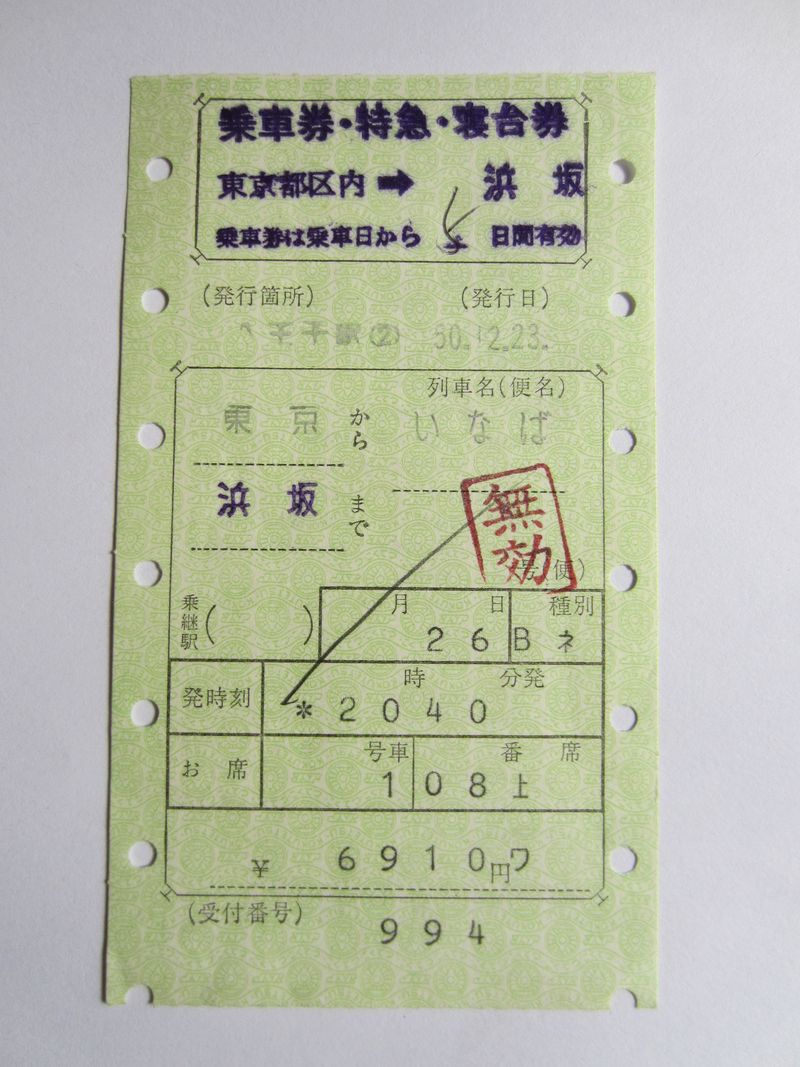 乗車券・特急・寝台券
東京都区内 ➡ 浜 坂
乗車券は乗車日から 日間有効
(発行箇所) (発行日)
王子駅② 50.12.23.
列車名(便名)
東 京 から いなば
浜 坂 まで
無効
号(便)
乗継駅( ) 月 日 種別
26 Bネ
発時刻 時 分発
*2040
お 席 号車 番 席
1 08上
¥ 6910円ワ
(受付番号)
994